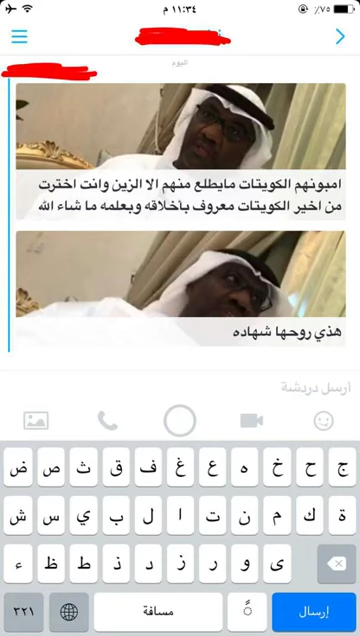 ١١:٣٤ م
٪٧٥
اليوم
امبونهم الكويتات مايطلع منهم الا الزين وانت اخترت
من اخير الكويتات معروف بأخلاقه وبعلمه ما شاء الله
هذي روحها شهاده
أرسل دردشة
ض ص ث ق ف غ ع ه خ ح ج
ش س ي ب ل ا ت ن م ك ة
ء ظ ط ذ د ز ر و ى
٣٢١ مسافة إرسال